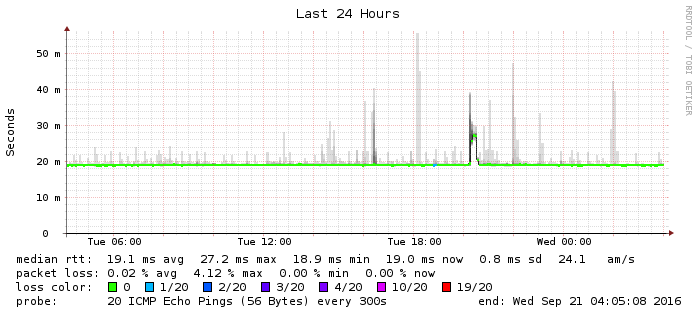 Last 24 Hours
RRDTOOL / TOBI OETIKER
Seconds
50 m
40 m
30 m
20 m
10 m
0
Tue 06:00 Tue 12:00 Tue 18:00 Wed 00:00
median rtt: 19.1 ms avg 27.2 ms max 18.9 ms min 19.0 ms now 0.8 ms sd 24.1 am/s
packet loss: 0.02 % avg 4.12 % max 0.00 % min 0.00 % now
loss color: 0 1/20 2/20 3/20 4/20 10/20 19/20
probe: 20 ICMP Echo Pings (56 Bytes) every 300s end: Wed Sep 21 04:05:08 2016